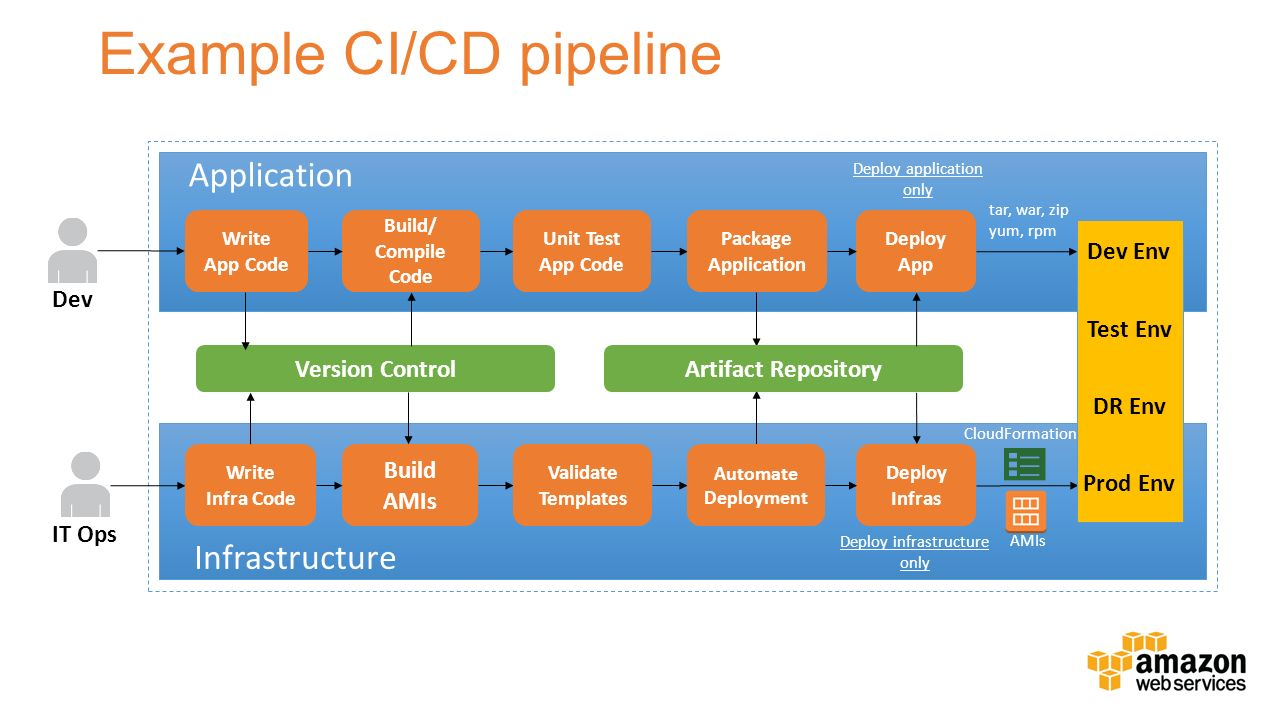 Example CI/CD pipeline
Application
Deploy application
only
tar, war, zip
yum, rpm
Write
App Code
Build/
Compile
Code
Unit Test
App Code
Package
Application
Deploy
App
Dev
Dev Env
Test Env
DR Env
Prod Env
Version Control
Artifact Repository
CloudFormation
Write
Infra Code
Build
AMIs
Validate
Templates
Automate
Deployment
Deploy
Infras
IT Ops
AMIs
Deploy infrastructure
only
Infrastructure
amazon
web services